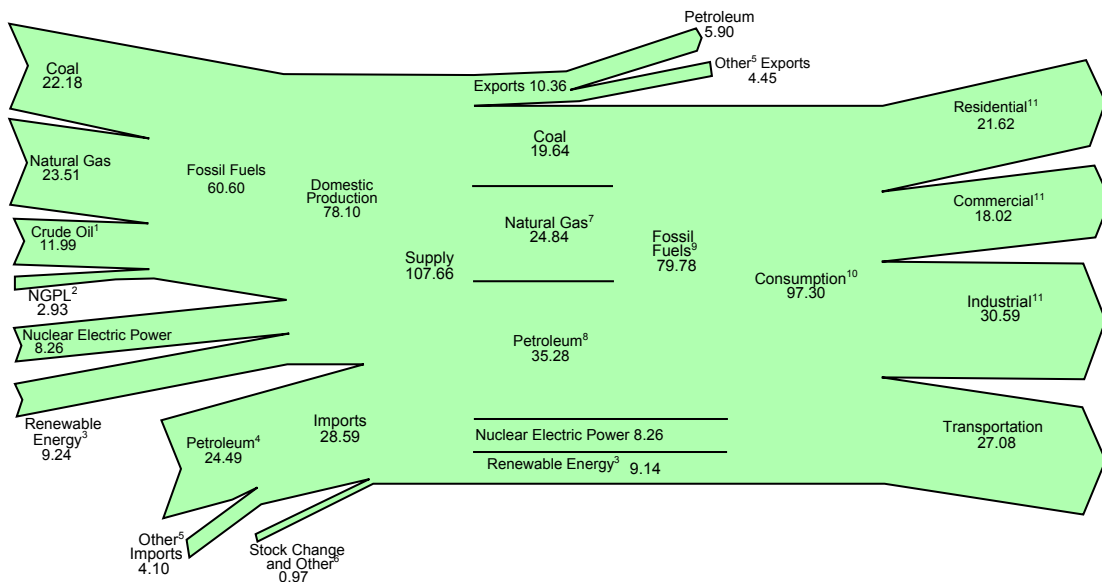 Petroleum
5.90
Other⁵ Exports
4.45
Exports 10.36
Coal
22.18
Natural Gas
23.51
Crude Oil¹
11.99
NGPL²
2.93
Nuclear Electric Power
8.26
Renewable
Energy³
9.24
Fossil Fuels
60.60
Domestic
Production
78.10
Petroleum⁴
24.49
Other⁵
Imports
4.10
Imports
28.59
Stock Change
and Other⁶
0.97
Supply
107.66
Coal
19.64
Natural Gas⁷
24.84
Petroleum⁸
35.28
Nuclear Electric Power 8.26
Renewable Energy³ 9.14
Fossil
Fuels⁹
79.78
Consumption¹⁰
97.30
Residential¹¹
21.62
Commercial¹¹
18.02
Industrial¹¹
30.59
Transportation
27.08